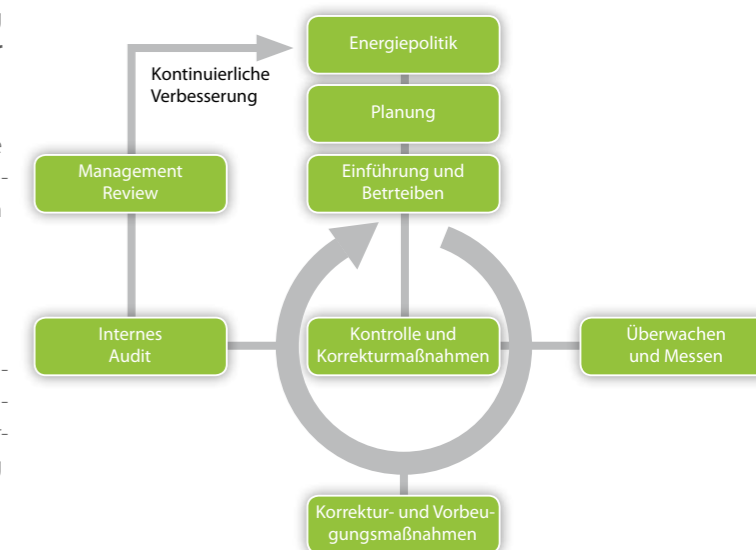 Energiepolitik
Kontinuierliche
Verbesserung
Planung
Management
Review
Einführung und
Betrteiben
Internes
Audit
Kontrolle und
Korrekturmaßnahmen
Überwachen
und Messen
Korrektur- und Vorbeu-
gungsmaßnahmen